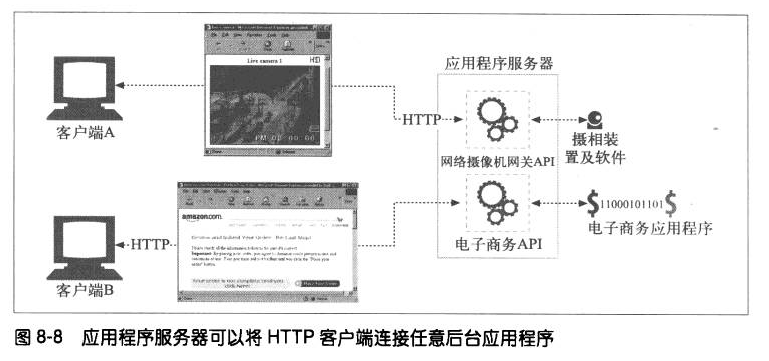 Live camera 1
应用程序服务器
客户端A
HTTP
网络摄像机网关API
摄相装
置及软件
amazon.com.
HTTP
客户端B
电子商务API
$11000101101$
电子商务应用程序
图 8-8 应用程序服务器可以将 HTTP 客户端连接任意后台应用程序